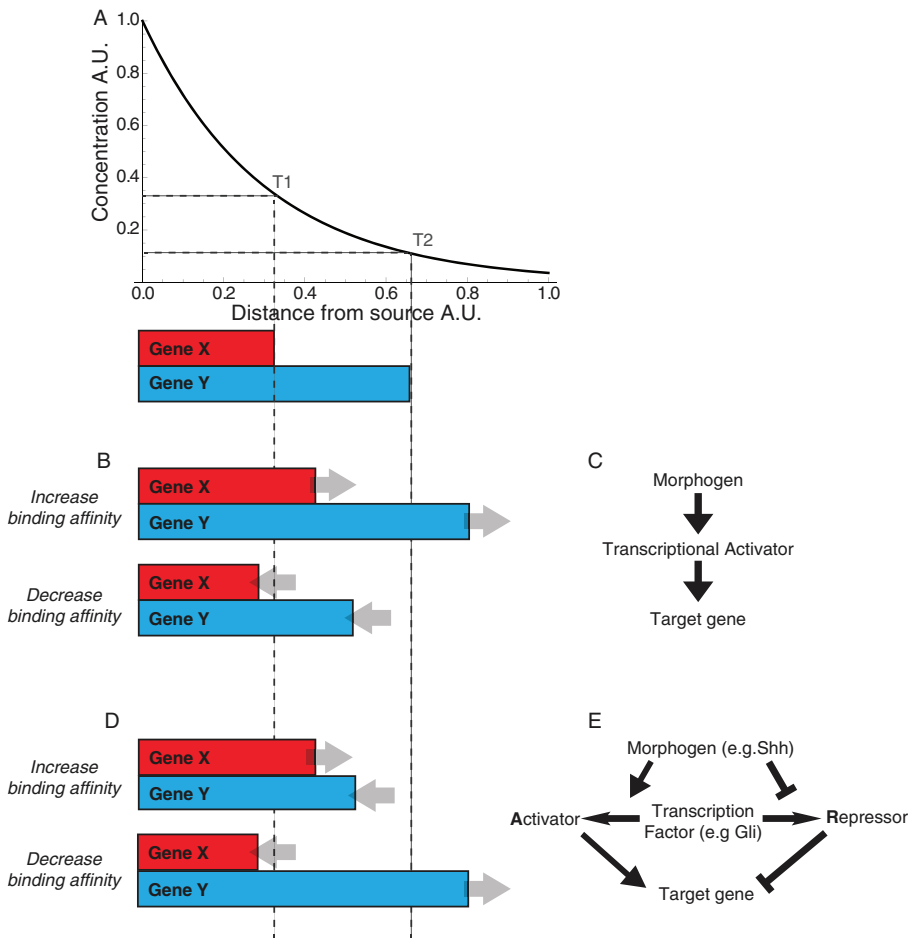 A
1.0
0.8
0.6
0.4
0.2
Concentration A.U.
T1
T2
0.0
0.2
0.4
0.6
0.8
1.0
Distance from source A.U.
Gene X
Gene Y
B
Increase
binding affinity
Gene X
Gene Y
Decrease
binding affinity
Gene X
Gene Y
C
Morphogen
Transcriptional Activator
Target gene
D
Increase
binding affinity
Gene X
Gene Y
Decrease
binding affinity
Gene X
Gene Y
E
Morphogen (e.g.Shh)
Activator
Transcription
Factor (e.g Gli)
Repressor
Target gene